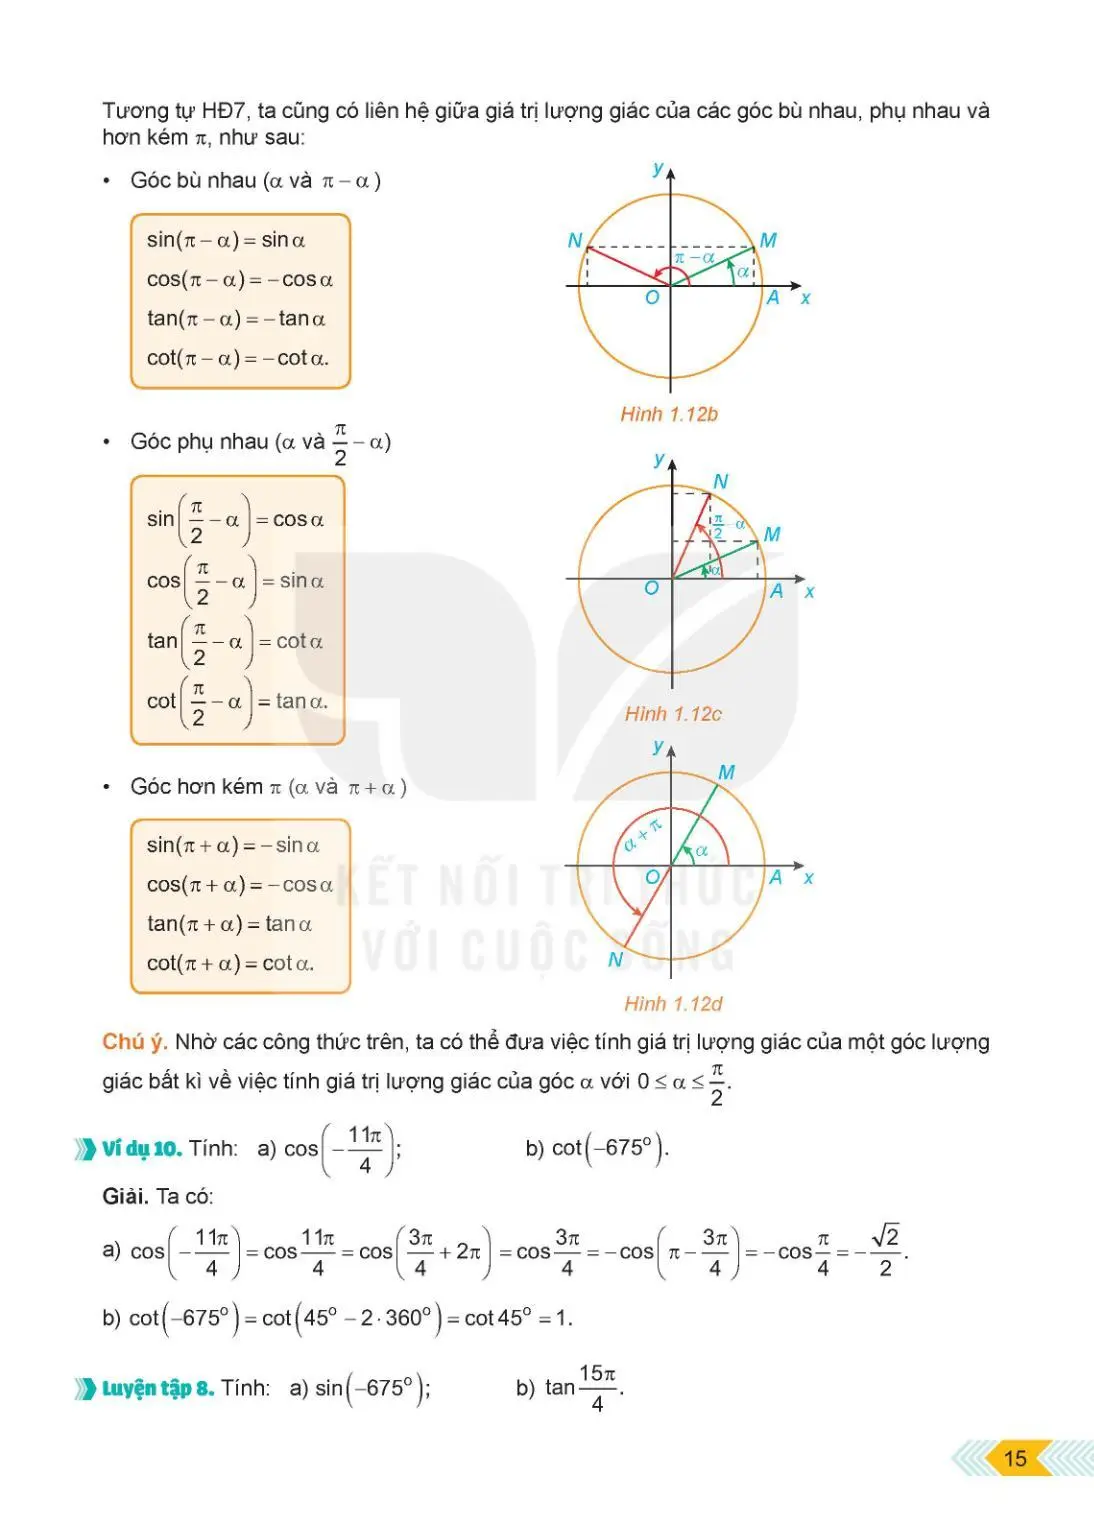 Tương tự HĐ7, ta cũng có liên hệ giữa giá trị lượng giác của các góc bù nhau, phụ nhau và
hơn kém π, như sau:
• Góc bù nhau (α và π – α)
sin(π – α) = sin α
cos(π – α) = – cos α
tan(π – α) = – tan α
cot(π – α) = – cot α.
y
N
M
π – α
α
O
A
x
Hình 1.12b
• Góc phụ nhau (α và π/2 – α)
sin(π/2 – α) = cos α
cos(π/2 – α) = sin α
tan(π/2 – α) = cot α
cot(π/2 – α) = tan α.
y
N
π/2 – α
M
α
O
A
x
Hình 1.12c
• Góc hơn kém π (α và π + α)
sin(π + α) = – sin α
cos(π + α) = – cos α
tan(π + α) = tan α
cot(π + α) = cot α.
y
M
α + π
α
O
A
x
N
Hình 1.12d
KẾT NỐI TRI THỨC
VỚI CUỘC SỐNG
Chú ý. Nhờ các công thức trên, ta có thể đưa việc tính giá trị lượng giác của một góc lượng
giác bất kì về việc tính giá trị lượng giác của góc α với 0 ≤ α ≤ π/2.
Ví dụ 10. Tính: a) cos(–11π/4); b) cot(–675°).
Giải. Ta có:
a) cos(–11π/4) = cos 11π/4 = cos(3π/4 + 2π) = cos 3π/4 = – cos(π – 3π/4) = – cos π/4 = – √2/2.
b) cot(–675°) = cot(45° – 2 · 360°) = cot 45° = 1.
Luyện tập 8. Tính: a) sin(–675°); b) tan 15π/4.
15